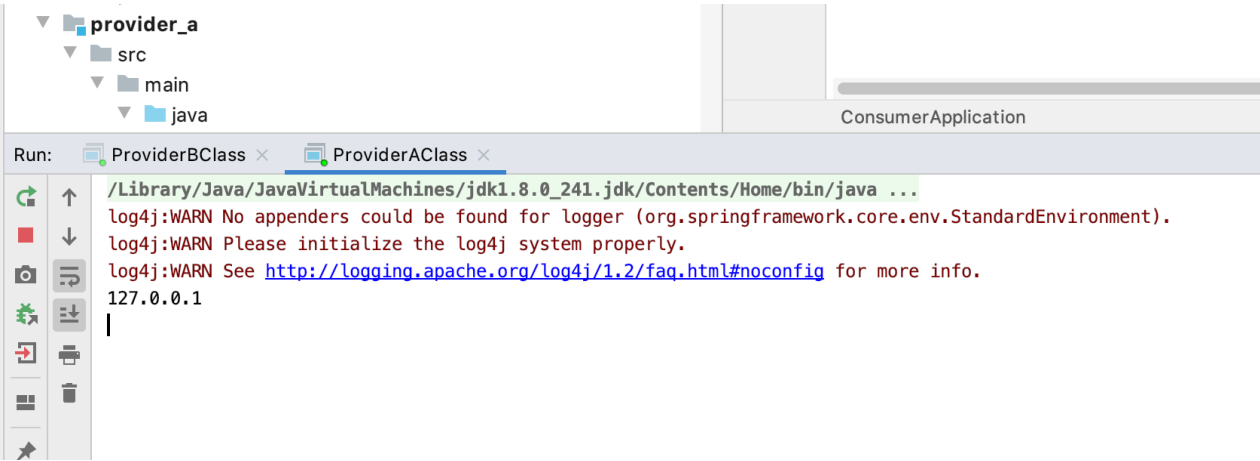 provider_a
src
main
java
ConsumerApplication
Run: ProviderBClass ProviderAClass
/Library/Java/JavaVirtualMachines/jdk1.8.0_241.jdk/Contents/Home/bin/java ...
log4j:WARN No appenders could be found for logger (org.springframework.core.env.StandardEnvironment).
log4j:WARN Please initialize the log4j system properly.
log4j:WARN See http://logging.apache.org/log4j/1.2/faq.html#noconfig for more info.
127.0.0.1